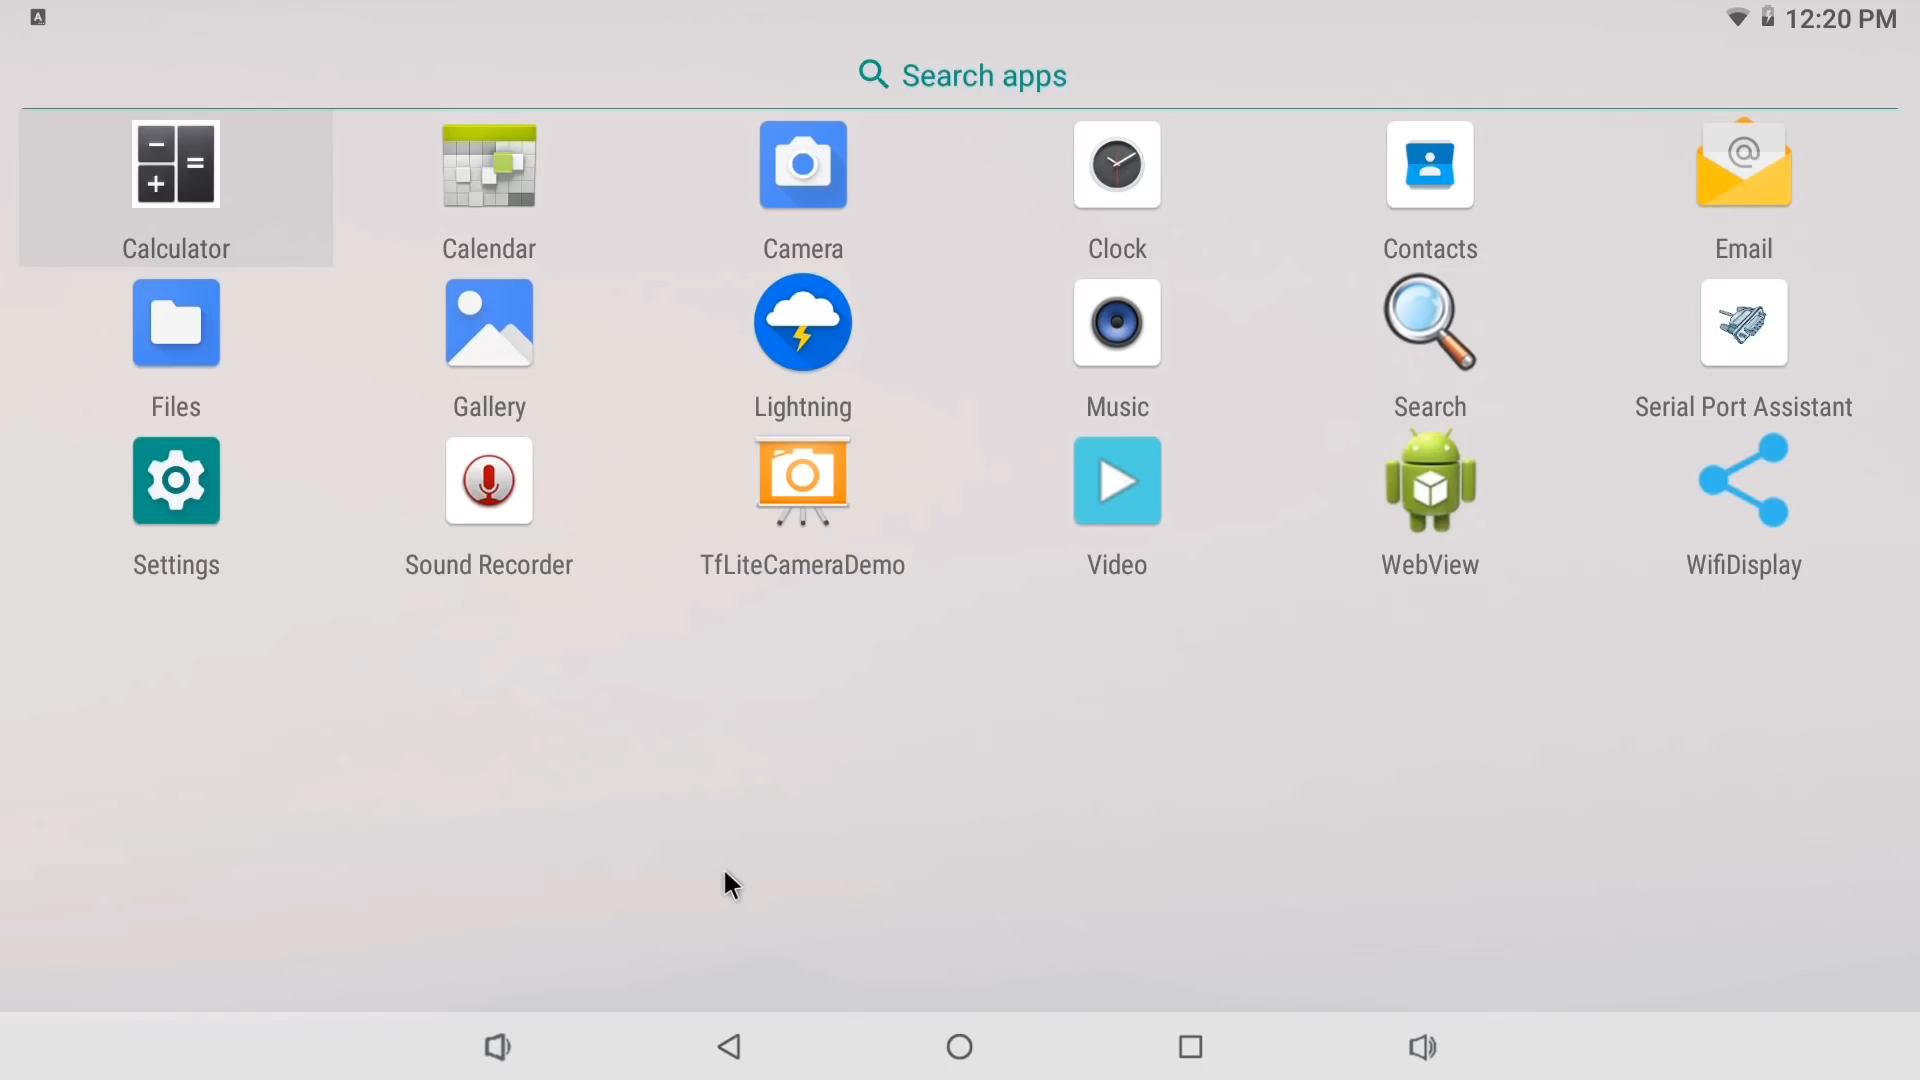 A
12:20 PM
Search apps
Calculator
Calendar
Camera
Clock
Contacts
Email
Files
Gallery
Lightning
Music
Search
Serial Port Assistant
Settings
Sound Recorder
TfLiteCameraDemo
Video
WebView
WifiDisplay